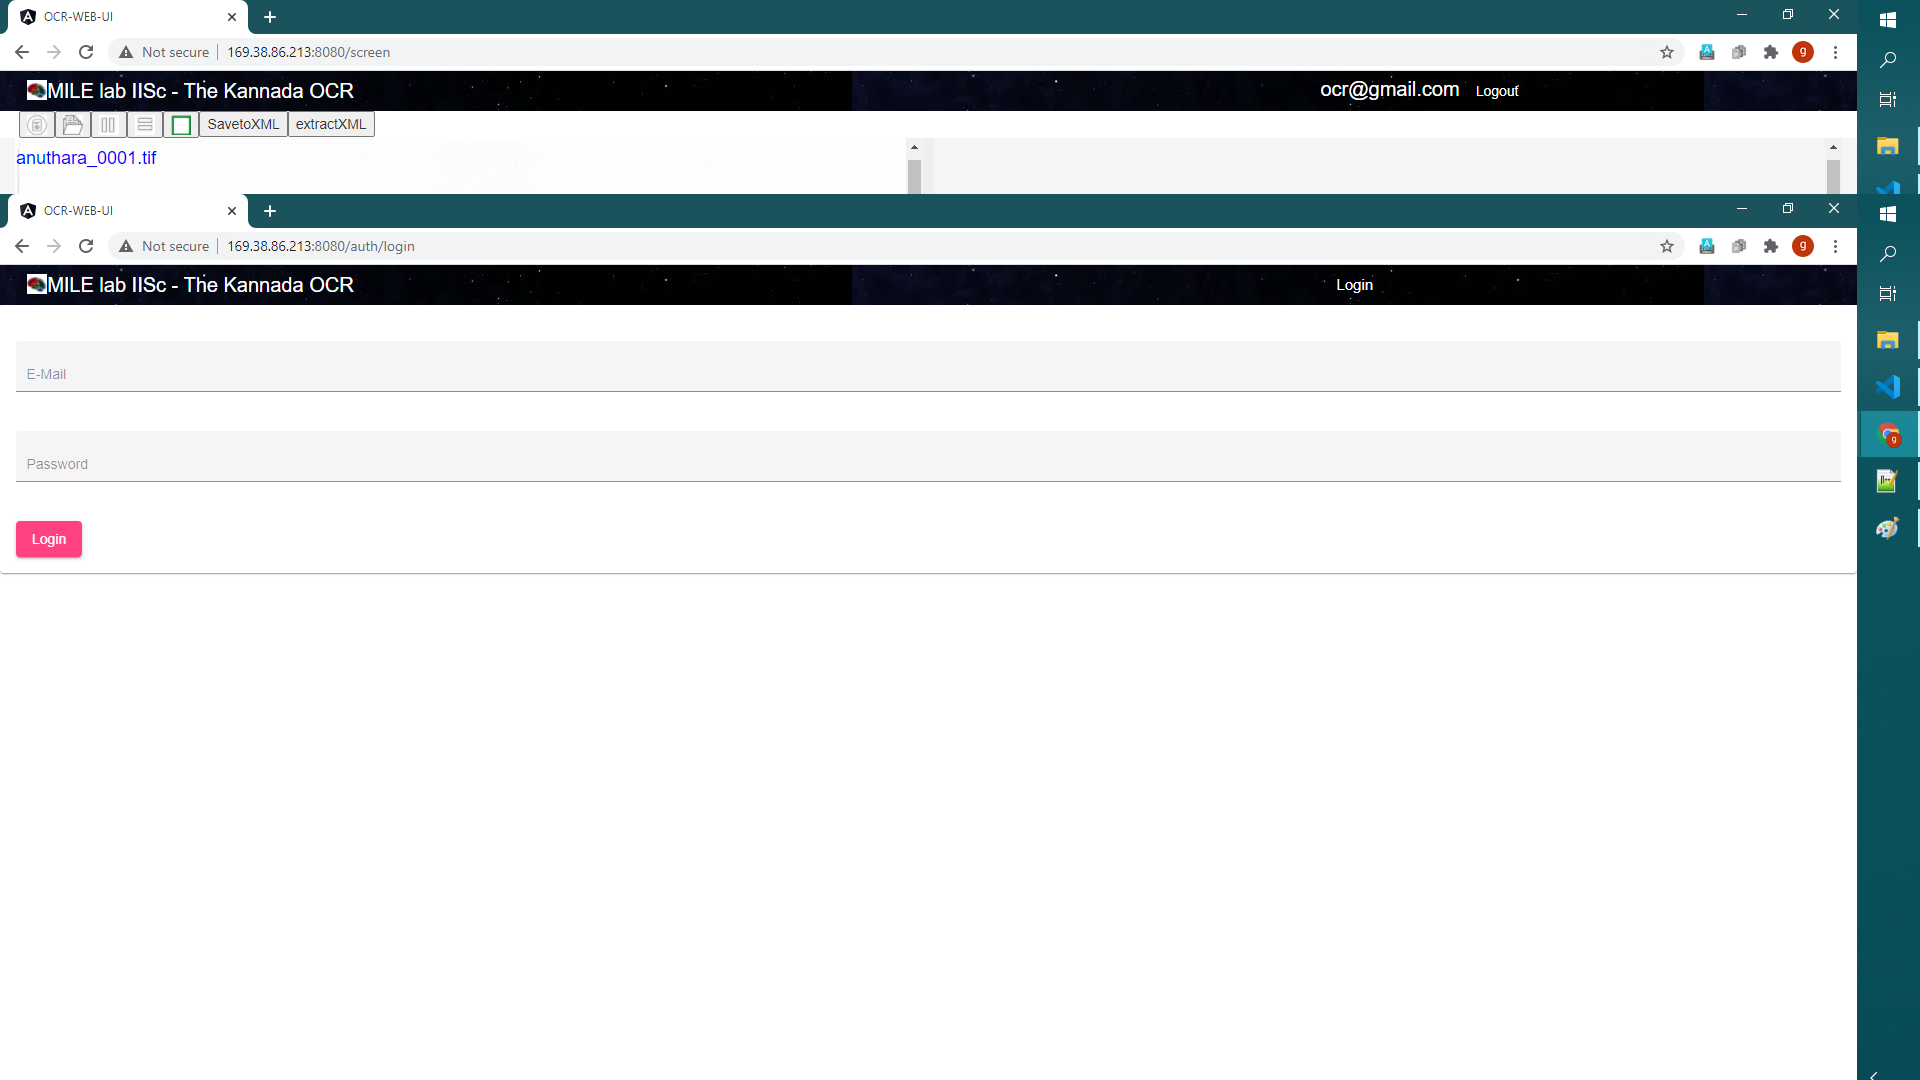 OCR-WEB-UI
Not secure 169.38.86.213:8080/screen
g
MILE lab IISc - The Kannada OCR
ocr@gmail.com Logout
SavetoXML extractXML
anuthara_0001.tif
OCR-WEB-UI
Not secure 169.38.86.213:8080/auth/login
g
MILE lab IISc - The Kannada OCR
Login
E-Mail
Password
Login